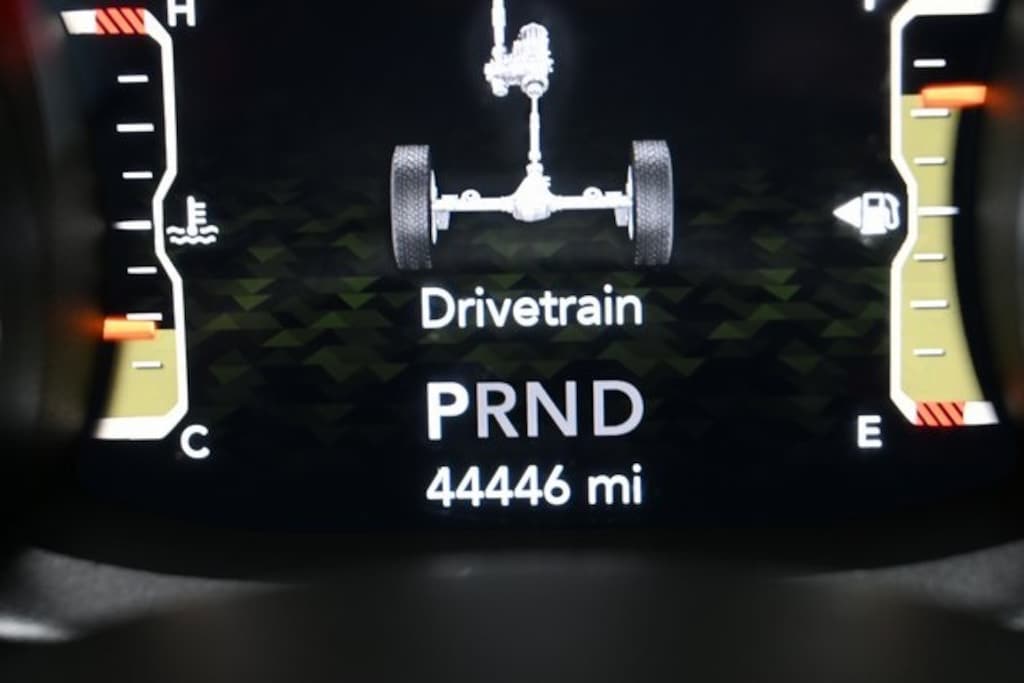 H
C
E
Drivetrain
PRND
44446 mi